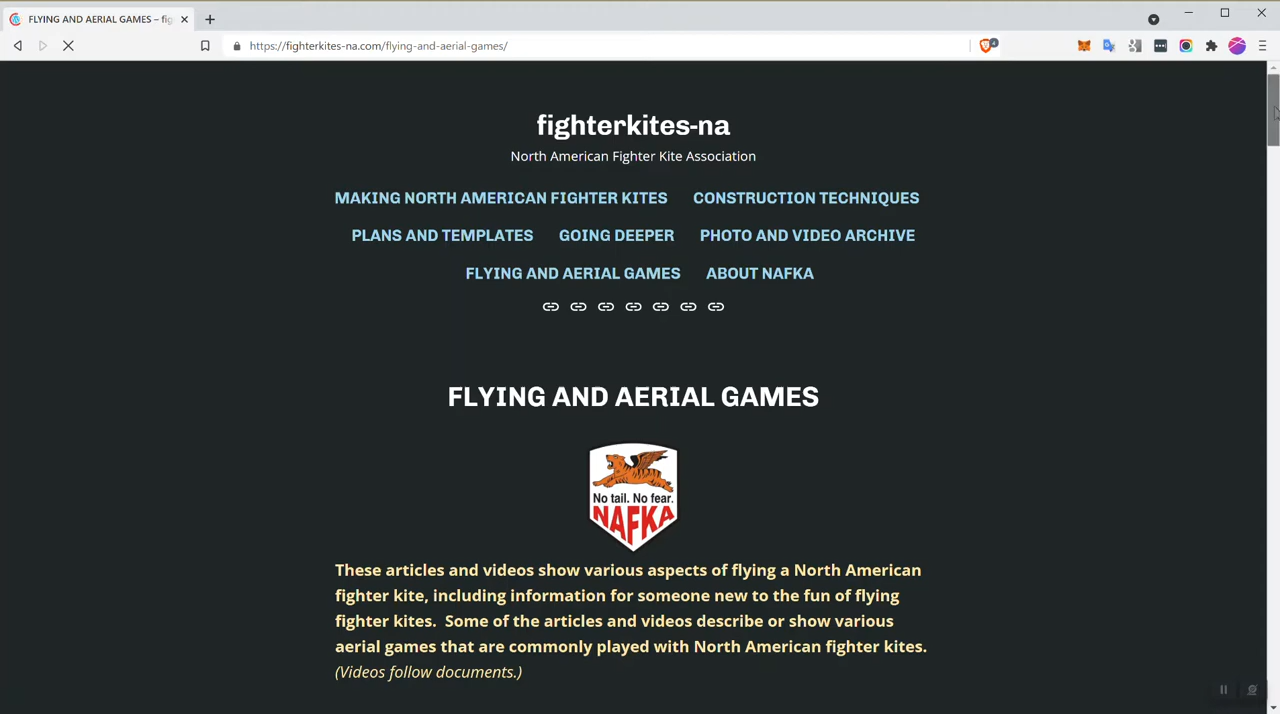 FLYING AND AERIAL GAMES – fig
https://fighterkites-na.com/flying-and-aerial-games/
4
fighterkites-na
North American Fighter Kite Association
MAKING NORTH AMERICAN FIGHTER KITES CONSTRUCTION TECHNIQUES
PLANS AND TEMPLATES GOING DEEPER PHOTO AND VIDEO ARCHIVE
FLYING AND AERIAL GAMES ABOUT NAFKA
FLYING AND AERIAL GAMES
No tail. No fear.
NAFKA
These articles and videos show various aspects of flying a North American
fighter kite, including information for someone new to the fun of flying
fighter kites.  Some of the articles and videos describe or show various
aerial games that are commonly played with North American fighter kites.
(Videos follow documents.)